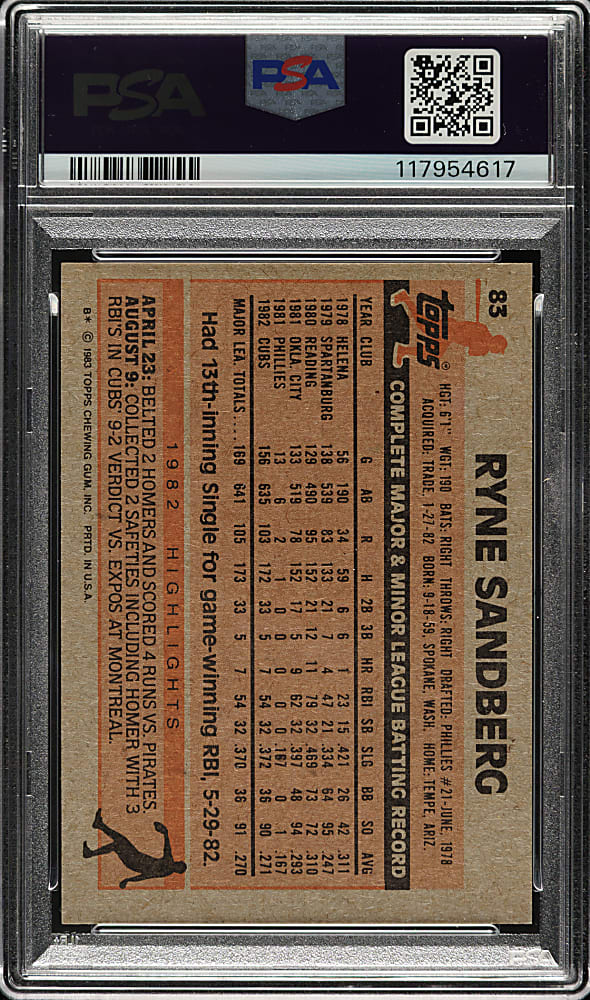 PSA
PSA
117954617
83
RYNE SANDBERG
topps®
HGT: 6'1" WGT: 190 BATS: RIGHT THROWS: RIGHT DRAFTED: PHILLIES #21-JUNE, 1978
ACQUIRED: TRADE, 1-27-82 BORN: 9-18-59, SPOKANE, WASH. HOME: TEMPE, ARIZ.
COMPLETE MAJOR & MINOR LEAGUE BATTING RECORD
YEAR CLUB G AB R H 2B 3B HR RBI SB SLG BB SO AVG
1978 HELENA 56 190 34 59 6 6 1 23 15 .421 26 42 .311
1979 SPARTANBURG 138 539 83 133 21 7 4 47 21 .334 64 95 .247
1980 READING 129 490 95 152 21 12 11 79 32 .469 73 72 .310
1981 OKLA. CITY 133 519 78 152 17 5 9 62 32 .397 48 94 .293
1981 PHILLIES 13 6 2 1 0 0 0 0 0 .167 0 1 .167
1982 CUBS 156 635 103 172 33 5 7 54 32 .372 36 90 .271
MAJOR LEA. TOTALS.... 169 641 105 173 33 5 7 54 32 .370 36 91 .270
Had 13th-inning Single for game-winning RBI, 5-29-82.
1982 HIGHLIGHTS
APRIL 23: BELTED 2 HOMERS AND SCORED 4 RUNS VS. PIRATES.
AUGUST 9: COLLECTED 2 SAFETIES INCLUDING HOMER WITH 3
RBI'S IN CUBS' 9-2 VERDICT VS. EXPOS AT MONTREAL.
B* © 1983 TOPPS CHEWING GUM, INC. PRTD. IN U.S.A.